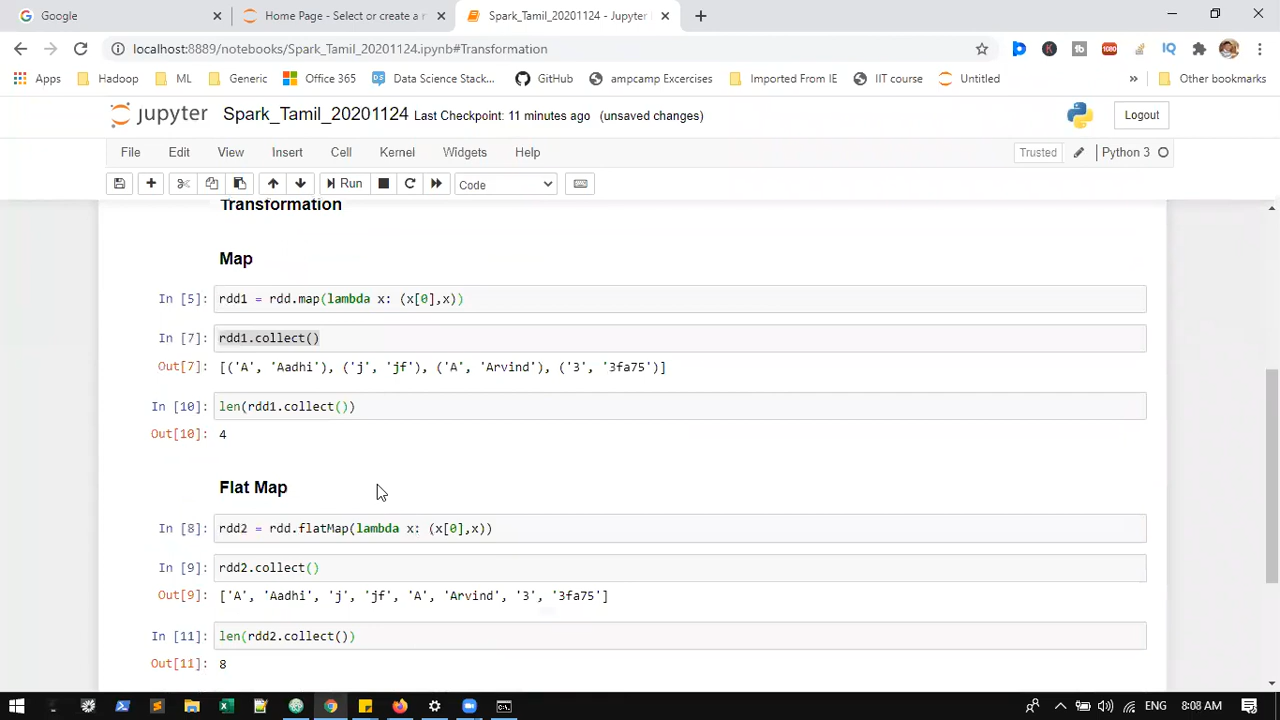 Google
Home Page - Select or create a n
Spark_Tamil_20201124 - Jupyter
localhost:8889/notebooks/Spark_Tamil_20201124.ipynb#Transformation
Apps
Hadoop
ML
Generic
Office 365
Data Science Stack...
GitHub
ampcamp Excercises
Imported From IE
IIT course
Untitled
»
Other bookmarks
jupyter
Spark_Tamil_20201124 Last Checkpoint: 11 minutes ago (unsaved changes)
Logout
File Edit View Insert Cell Kernel Widgets Help
Trusted
Python 3
Run
Code
Transformation
Map
In [5]: rdd1 = rdd.map(lambda x: (x[0],x))
In [7]: rdd1.collect()
Out[7]: [('A', 'Aadhi'), ('j', 'jf'), ('A', 'Arvind'), ('3', '3fa75')]
In [10]: len(rdd1.collect())
Out[10]: 4
Flat Map
In [8]: rdd2 = rdd.flatMap(lambda x: (x[0],x))
In [9]: rdd2.collect()
Out[9]: ['A', 'Aadhi', 'j', 'jf', 'A', 'Arvind', '3', '3fa75']
In [11]: len(rdd2.collect())
Out[11]: 8
ENG
8:08 AM